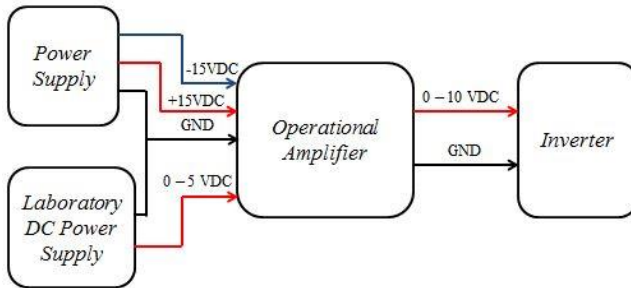 Power
Supply
-15VDC
+15VDC
GND
0 – 5 VDC
Laboratory
DC Power
Supply
Operational
Amplifier
0 – 10 VDC
GND
Inverter